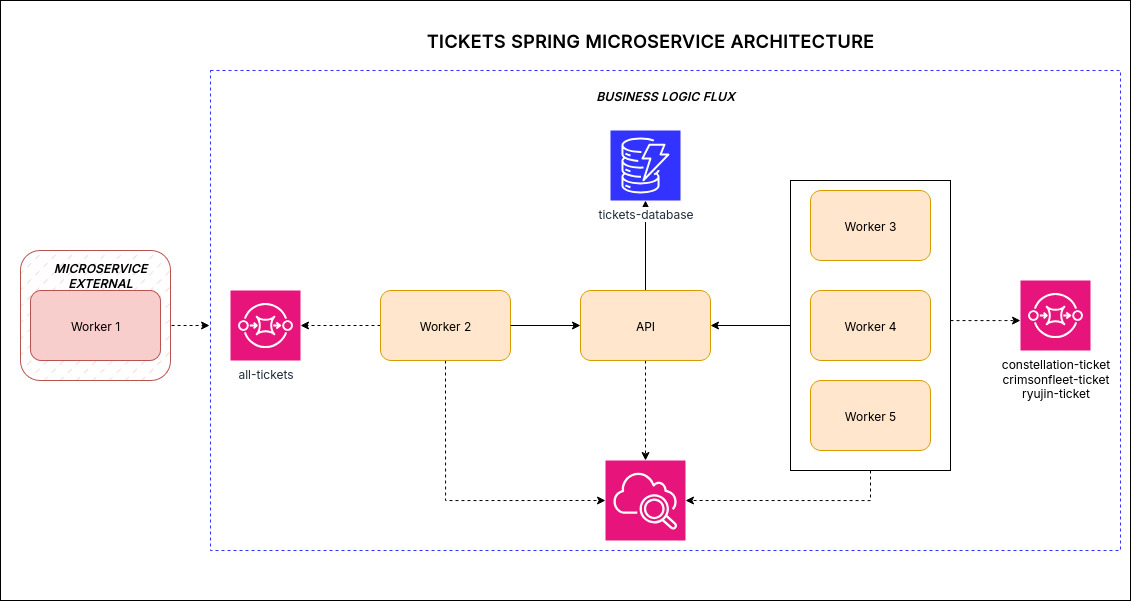 TICKETS SPRING MICROSERVICE ARCHITECTURE
BUSINESS LOGIC FLUX
tickets-database
MICROSERVICE
EXTERNAL
Worker 1
all-tickets
Worker 2
API
Worker 3
Worker 4
Worker 5
constellation-ticket
crimsonfleet-ticket
ryujin-ticket